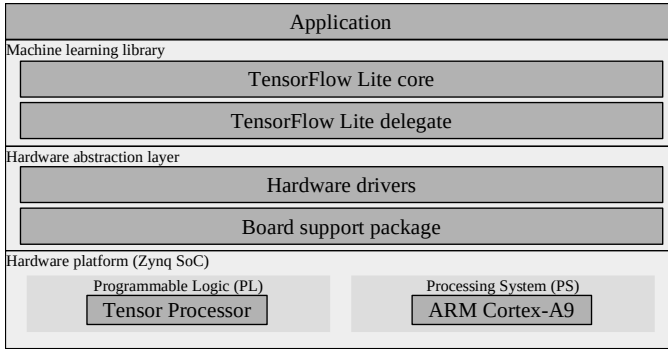 Application
Machine learning library
TensorFlow Lite core
TensorFlow Lite delegate
Hardware abstraction layer
Hardware drivers
Board support package
Hardware platform (Zynq SoC)
Programmable Logic (PL)
Tensor Processor
Processing System (PS)
ARM Cortex-A9